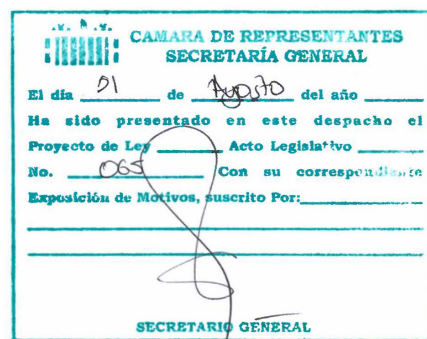 CAMARA DE REPRESENTANTES
SECRETARÍA GENERAL
El día 01 de Agosto del año
Ha sido presentado en este despacho el
Proyecto de Ley Acto Legislativo
No. 065 Con su correspondiente
Exposición de Motivos, suscrito Por:
SECRETARIO GENERAL